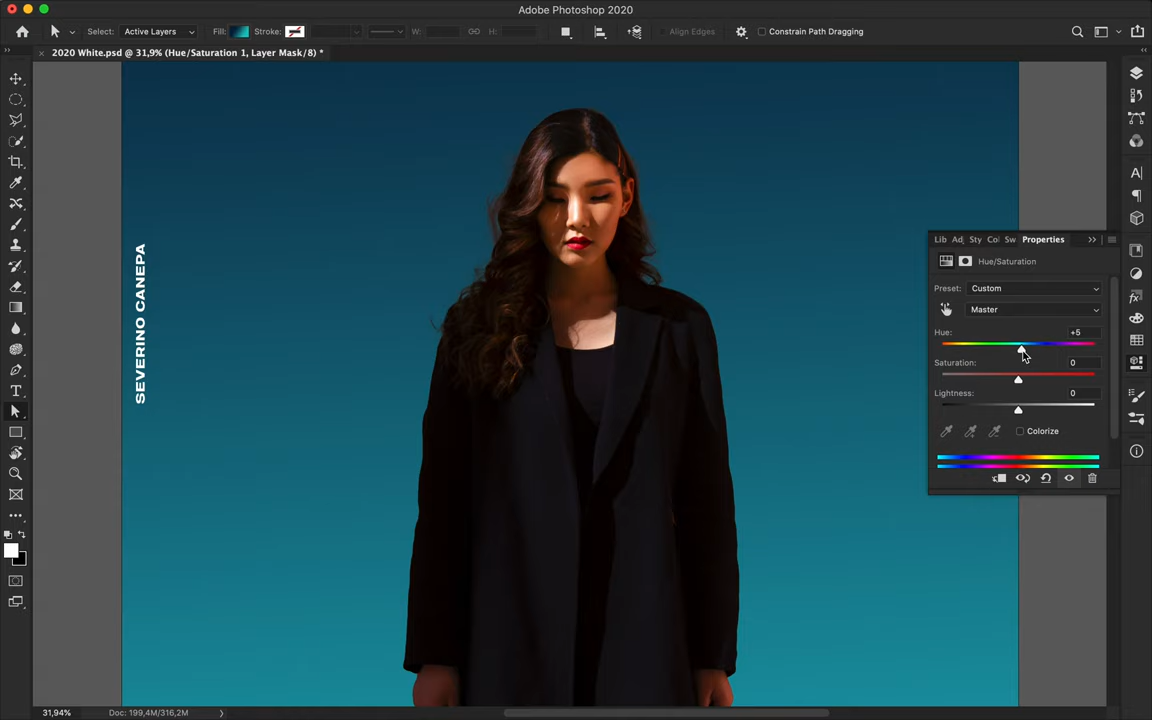 Adobe Photoshop 2020
Select: Active Layers Fill: Stroke: W: H: Align Edges Constrain Path Dragging
2020 White.psd @ 31,9% (Hue/Saturation 1, Layer Mask/8) *
SEVERINO CANEPA
Lib Adj Sty Col Sw Properties
Hue/Saturation
Preset: Custom
Master
Hue: +5
Saturation: 0
Lightness: 0
Colorize
31,94% Doc: 199,4M/316,2M